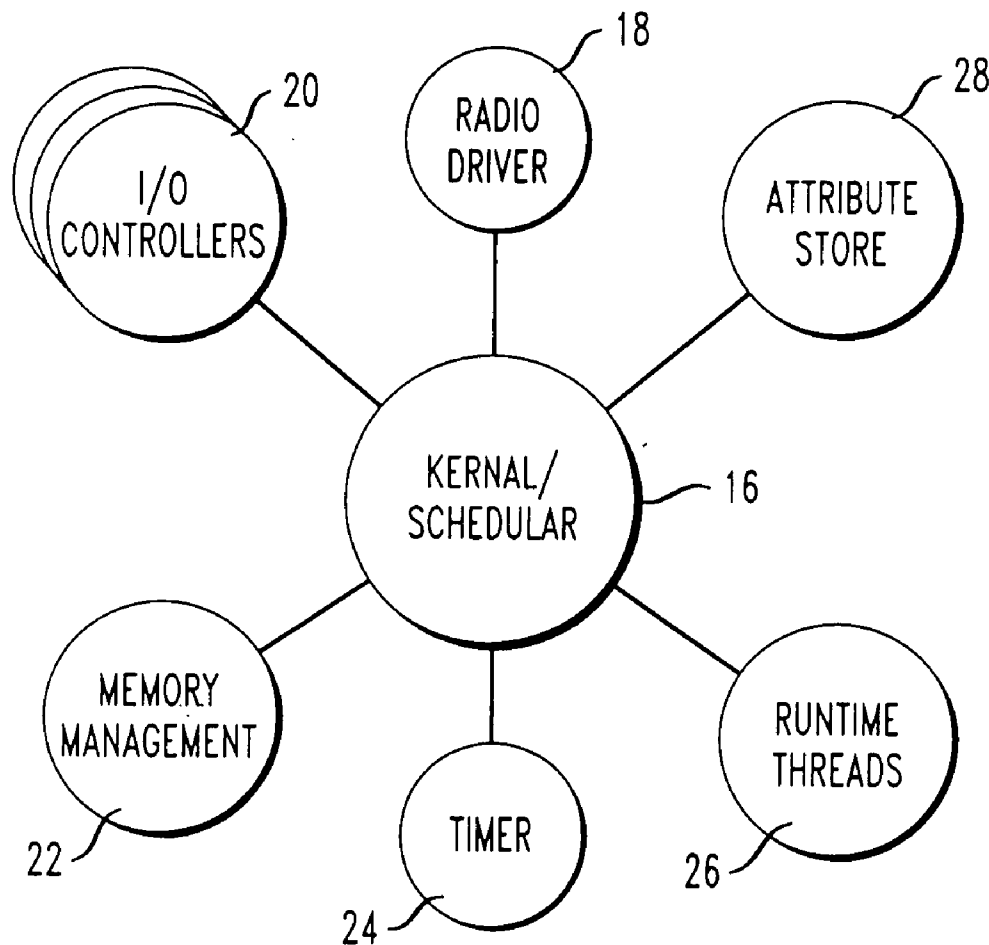 18
20
28
RADIO
DRIVER
I/O
CONTROLLERS
ATTRIBUTE
STORE
KERNAL/
SCHEDULAR
16
MEMORY
MANAGEMENT
RUNTIME
THREADS
TIMER
22
26
24